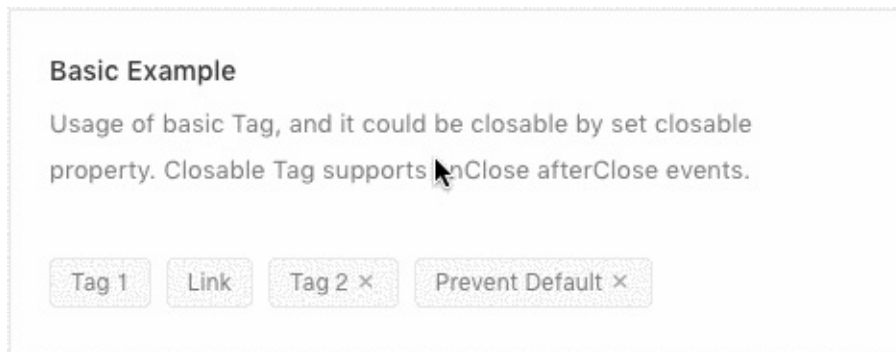 Basic Example
Usage of basic Tag, and it could be closable by set closable
property. Closable Tag supports onClose afterClose events.
Tag 1 Link Tag 2 × Prevent Default ×